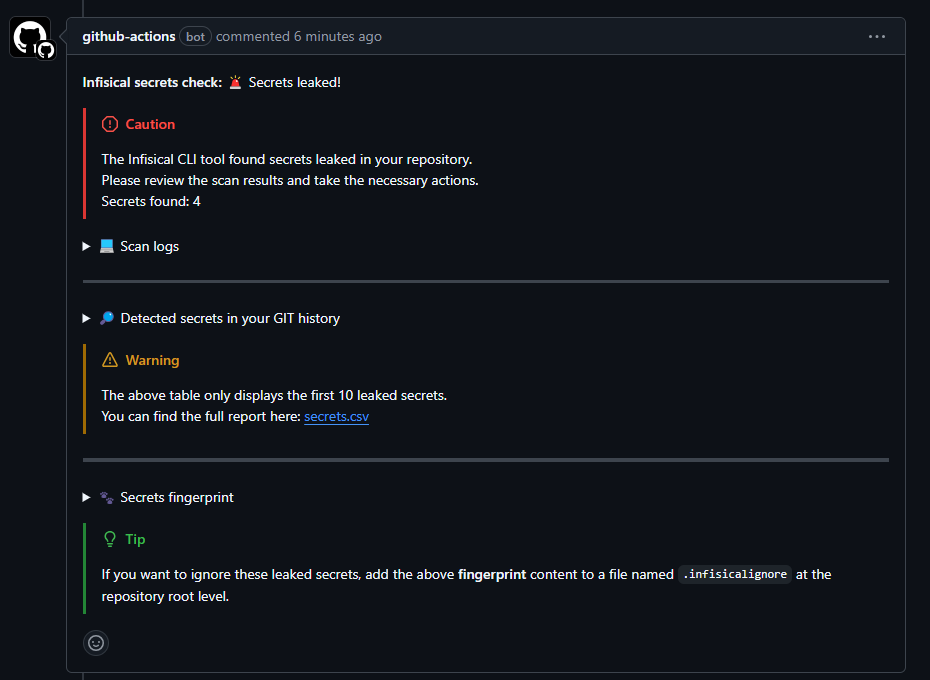 github-actions bot commented 6 minutes ago
Infisical secrets check: 🚨 Secrets leaked!
Caution
The Infisical CLI tool found secrets leaked in your repository.
Please review the scan results and take the necessary actions.
Secrets found: 4
💻 Scan logs
🔎 Detected secrets in your GIT history
Warning
The above table only displays the first 10 leaked secrets.
You can find the full report here: secrets.csv
🐾 Secrets fingerprint
Tip
If you want to ignore these leaked secrets, add the above fingerprint content to a file named .infisicalignore at the
repository root level.